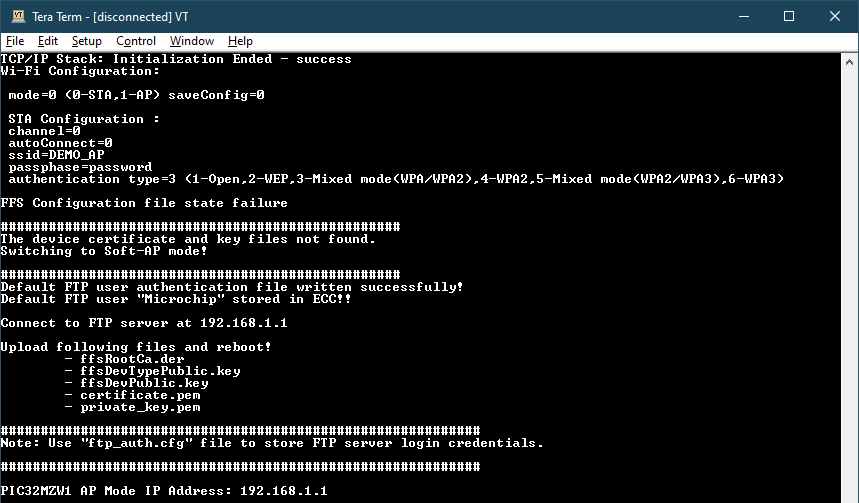 Tera Term - [disconnected] VT
File Edit Setup Control Window Help
TCP/IP Stack: Initialization Ended - success
Wi-Fi Configuration:
mode=0 (0-STA,1-AP) saveConfig=0
STA Configuration :
channel=0
autoConnect=0
ssid=DEMO_AP
passphase=password
authentication type=3 (1-Open,2-WEP,3-Mixed mode(WPA/WPA2),4-WPA2,5-Mixed mode(WPA2/WPA3),6-WPA3)
FFS Configuration file state failure
##################################################
The device certificate and key files not found.
Switching to Soft-AP mode!
##################################################
Default FTP user authentication file written successfully!
Default FTP user "Microchip" stored in ECC!!
Connect to FTP server at 192.168.1.1
Upload following files and reboot!
- ffsRootCa.der
- ffsDevTypePublic.key
- ffsDevPublic.key
- certificate.pem
- private_key.pem
############################################################
Note: Use "ftp_auth.cfg" file to store FTP server login credentials.
############################################################
PIC32MZW1 AP Mode IP Address: 192.168.1.1